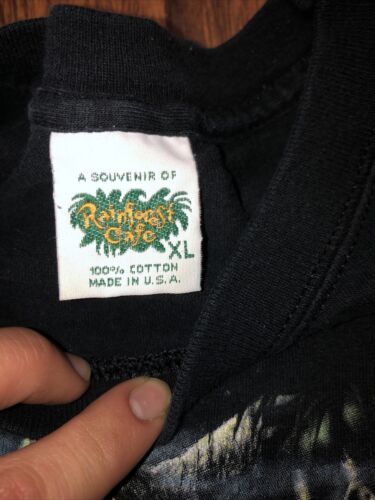 A SOUVENIR OF
Rainforest
Cafe
XL
100% COTTON
MADE IN U.S.A.